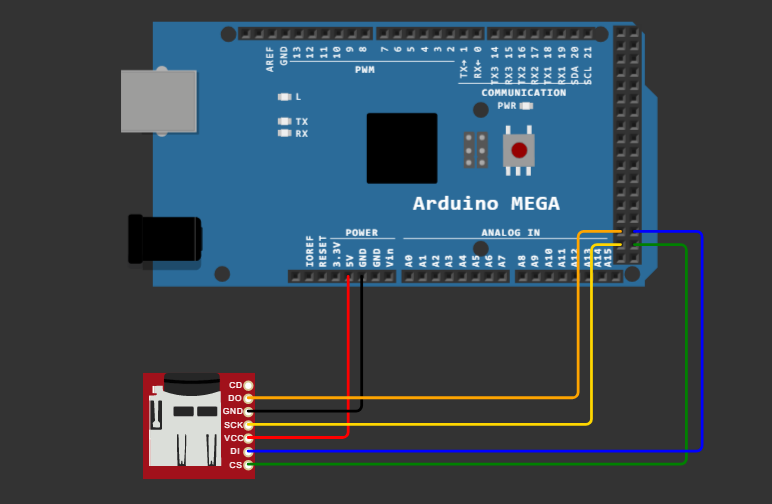 AREF GND 13 12 11 10 9 8 7 6 5 4 3 2 TX→1 RX←0 TX3 14 RX3 15 TX2 16 RX2 17 TX1 18 RX1 19 SDA 20 SCL 21
PWM
COMMUNICATION
L
PWR
TX
RX
Arduino MEGA
POWER ANALOG IN
IOREF RESET 3.3V 5V GND GND Vin A0 A1 A2 A3 A4 A5 A6 A7 A8 A9 A10 A11 A12 A13 A14 A15
CD
DO
GND
SCK
VCC
DI
CS